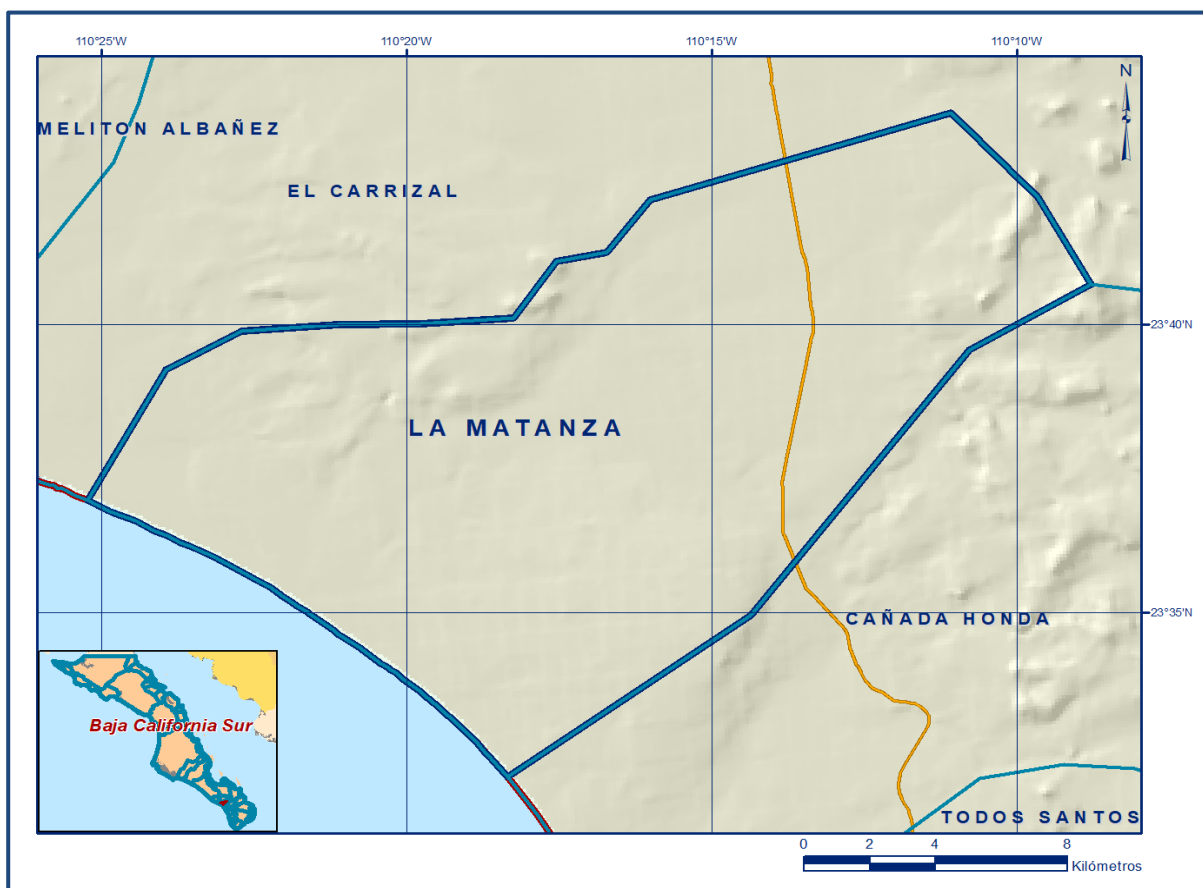 110°25'W 110°20'W 110°15'W 110°10'W
N
MELITON ALBAÑEZ
EL CARRIZAL
23°40'N
LA MATANZA
23°35'N
CAÑADA HONDA
Baja California Sur
TODOS SANTOS
0 2 4 8
Kilómetros